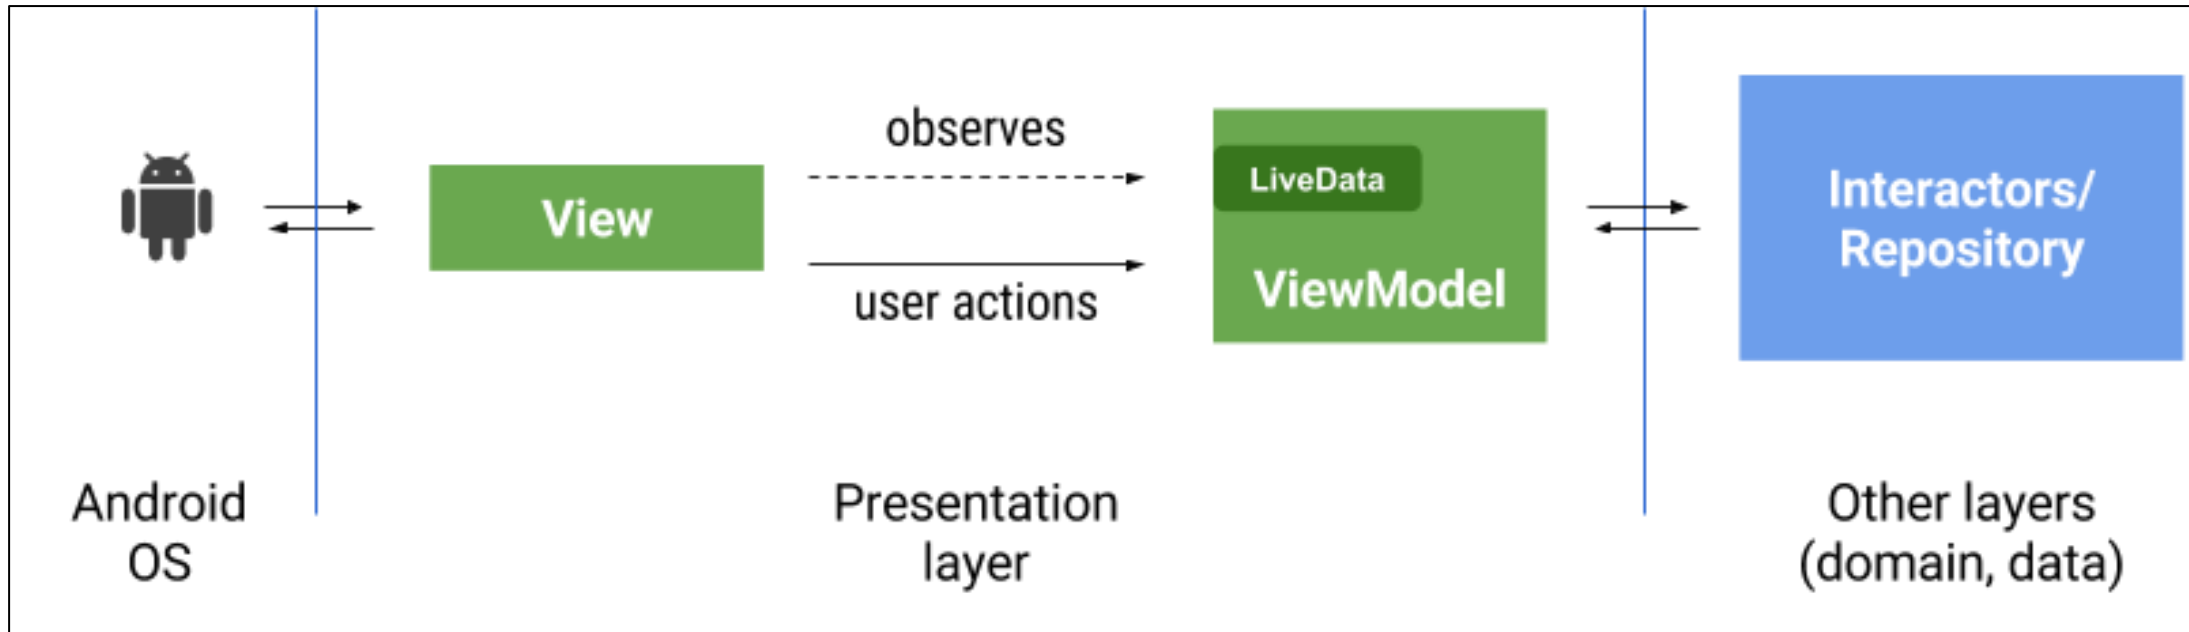 observes
View
LiveData
user actions
ViewModel
Interactors/
Repository
Android
OS
Presentation
layer
Other layers
(domain, data)